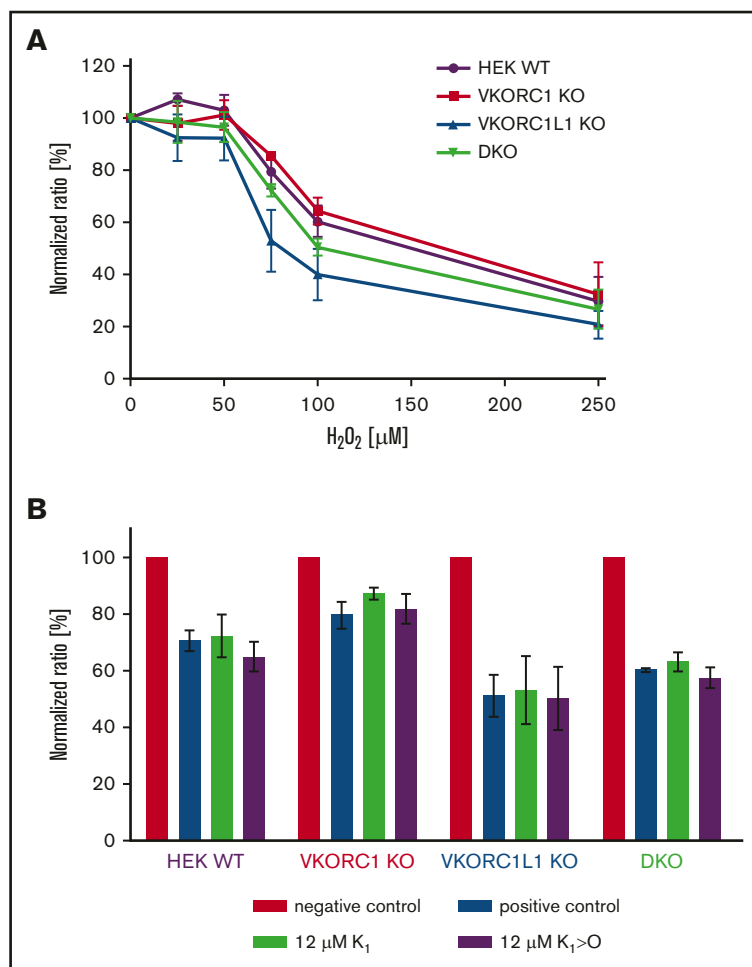 A
120
100
80
60
40
20
0
Normalized ratio [%]
0 50 100 150 200 250
H₂O₂ [μM]
HEK WT
VKORC1 KO
VKORC1L1 KO
DKO
B
100
80
60
40
20
0
Normalized ratio [%]
HEK WT VKORC1 KO VKORC1L1 KO DKO
negative control positive control
12 μM K₁ 12 μM K₁>O